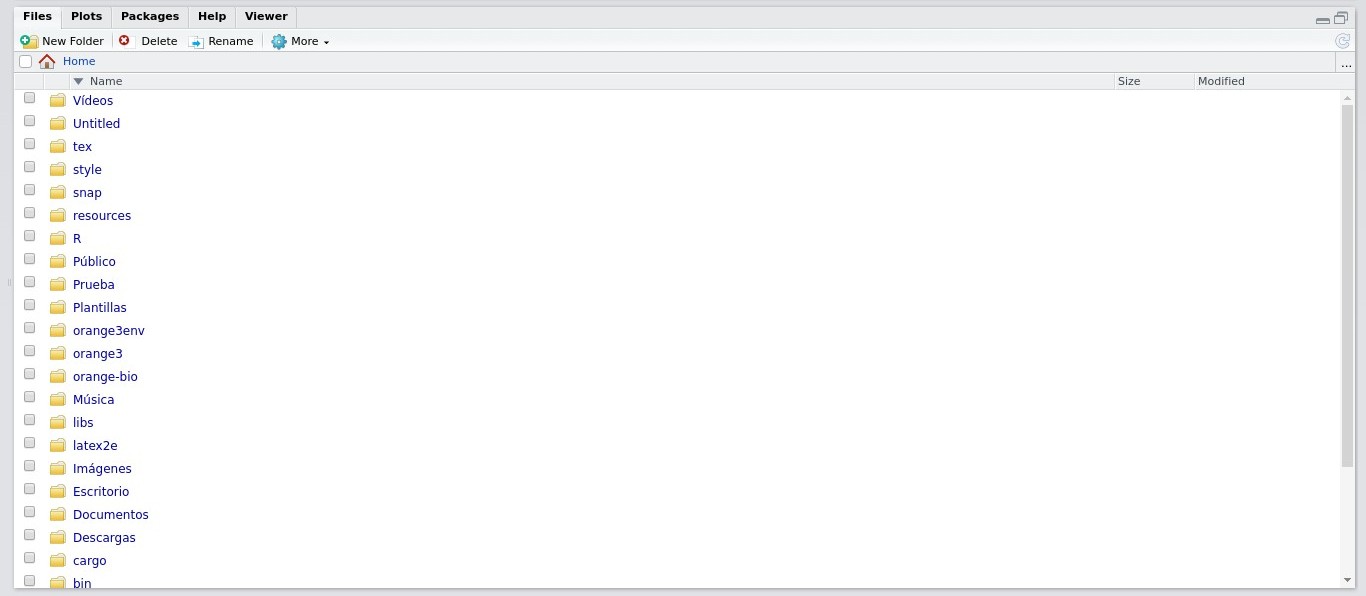 Files Plots Packages Help Viewer
New Folder Delete Rename More
Home ...
Name Size Modified
Vídeos
Untitled
tex
style
snap
resources
R
Público
Prueba
Plantillas
orange3env
orange3
orange-bio
Música
libs
latex2e
Imágenes
Escritorio
Documentos
Descargas
cargo
bin